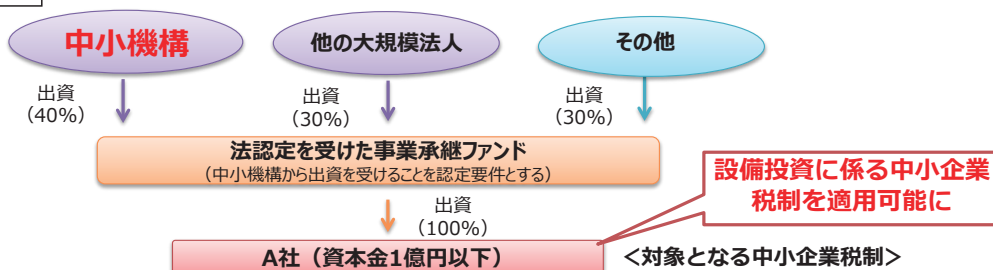 中小機構
他の大規模法人
その他
出資
（40%）
出資
（30%）
出資
（30%）
法認定を受けた事業承継ファンド
（中小機構から出資を受けることを認定要件とする）
設備投資に係る中小企業
税制を適用可能に
出資
（100%）
A社（資本金1億円以下）
＜対象となる中小企業税制＞